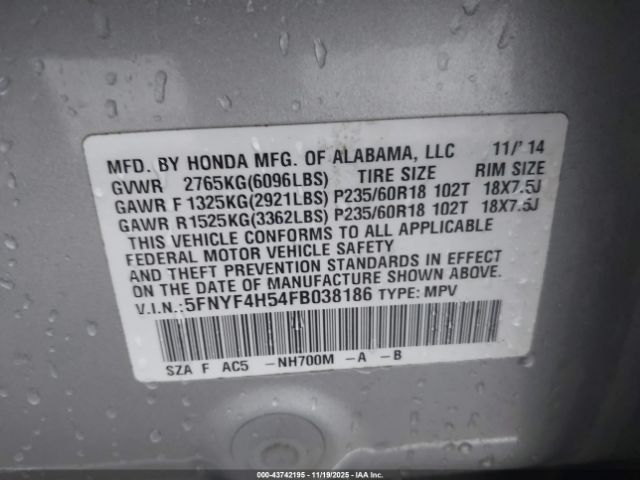 MFD. BY HONDA MFG. OF ALABAMA, LLC 11/'14
GVWR 2765KG(6096LBS) TIRE SIZE RIM SIZE
GAWR F 1325KG(2921LBS) P235/60R18 102T 18X7.5J
GAWR R1525KG(3362LBS) P235/60R18 102T 18X7.5J
THIS VEHICLE CONFORMS TO ALL APPLICABLE
FEDERAL MOTOR VEHICLE SAFETY
AND THEFT PREVENTION STANDARDS IN EFFECT
ON THE DATE OF MANUFACTURE SHOWN ABOVE.
V.I.N.: 5FNYF4H54FB038186 TYPE: MPV
SZA F AC5 -NH700M -A -B
000-43742195 - 11/19/2025 - IAA Corp.